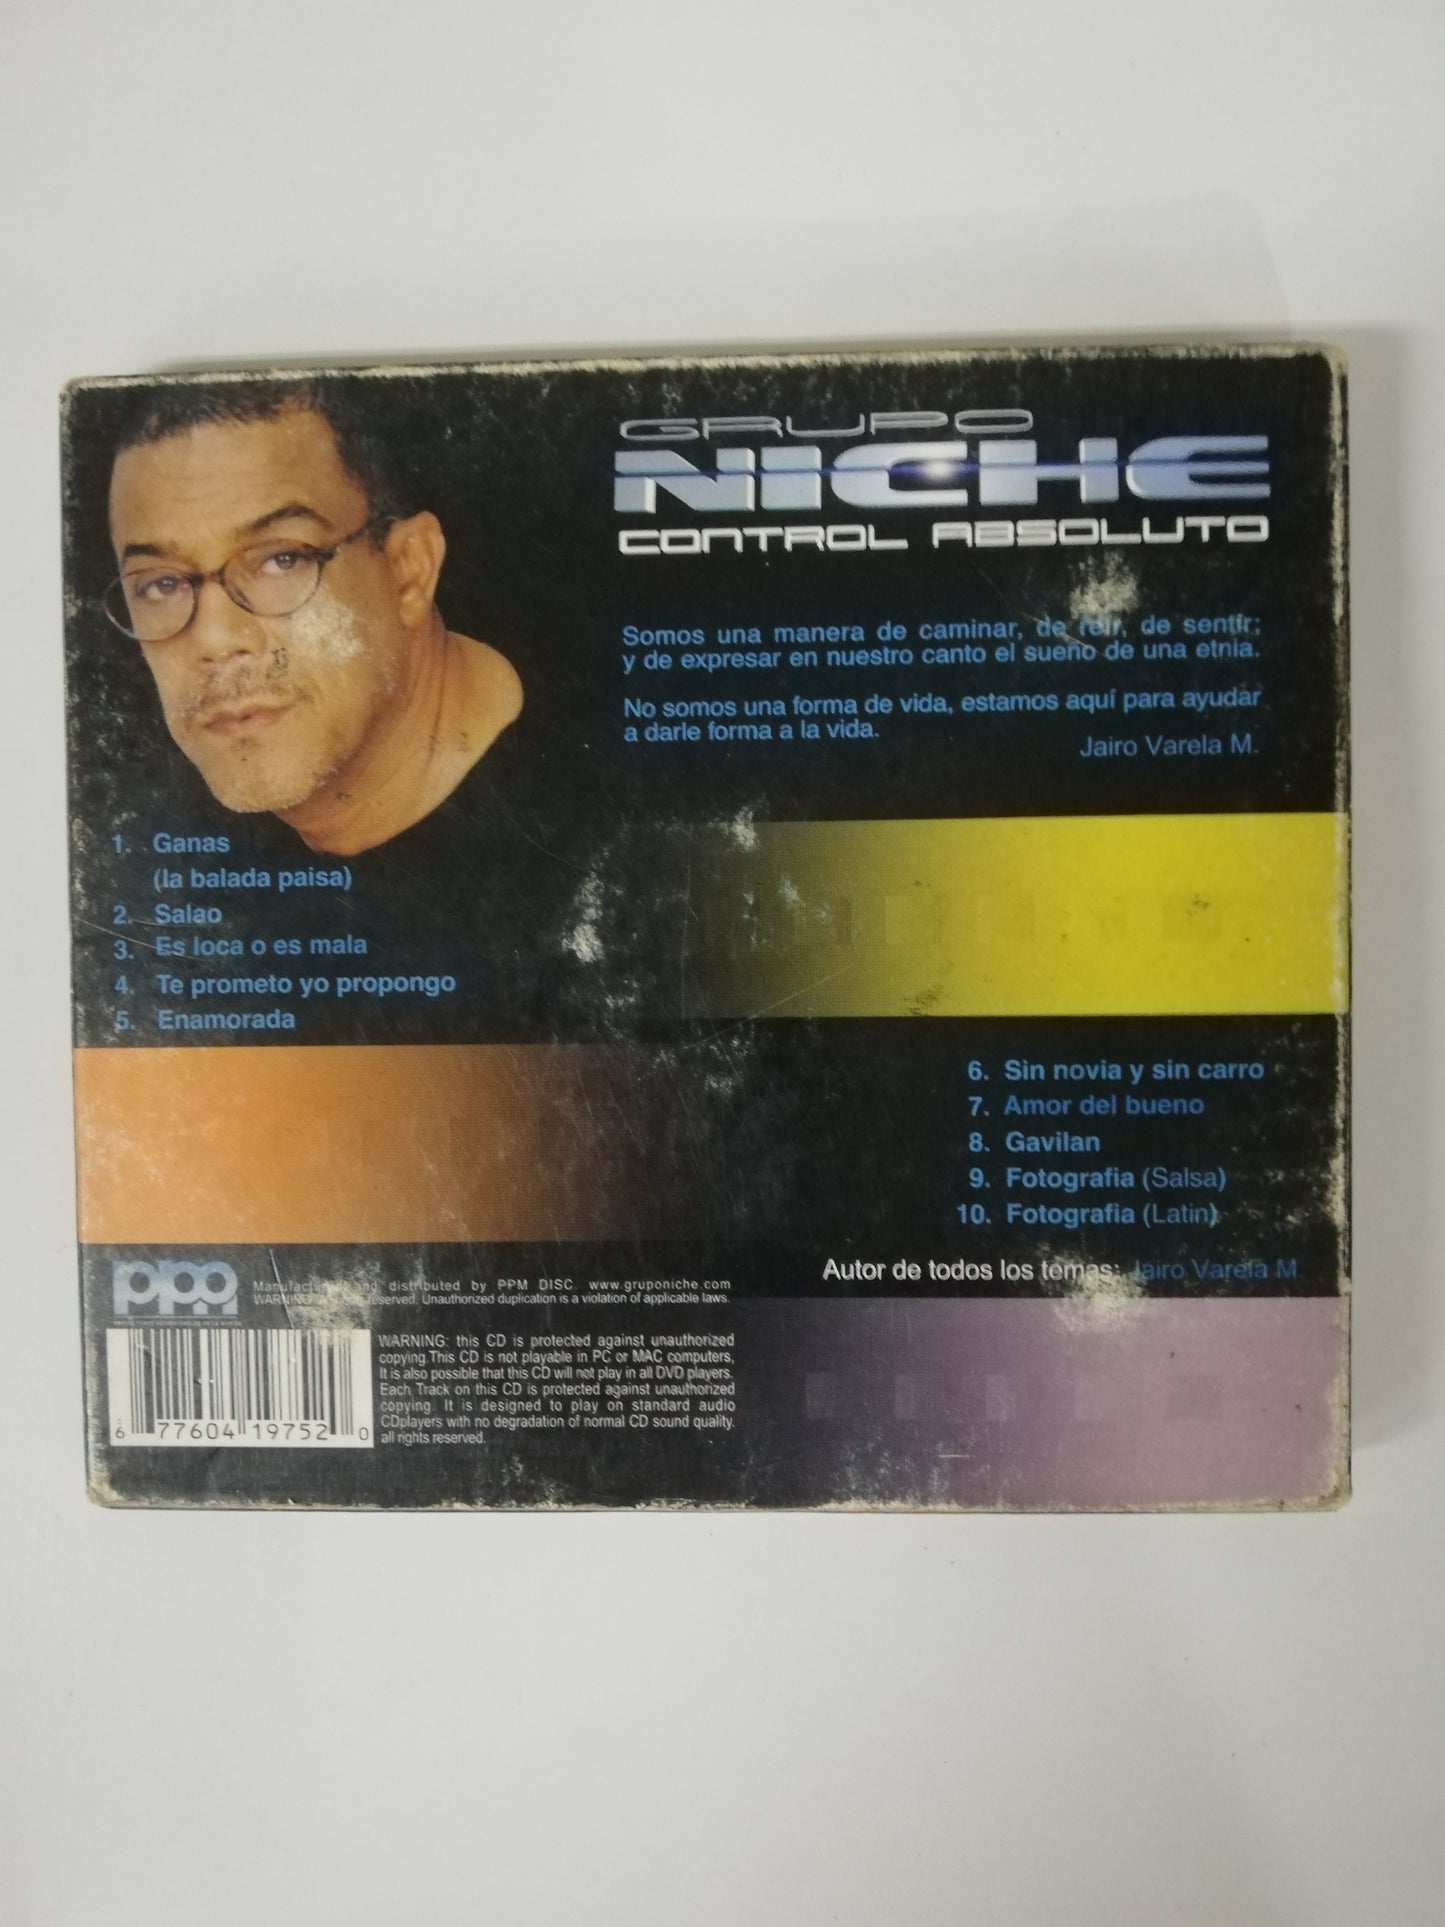 GRUPO
NICHE
CONTROL ABSOLUTO
Somos una manera de caminar, de reir, de sentir;
y de expresar en nuestro canto el sueño de una etnia.
No somos una forma de vida, estamos aquí para ayudar
a darle forma a la vida.
Jairo Varela M.
1. Ganas
(la balada paisa)
2. Salao
3. Es loca o es mala
4. Te prometo yo propongo
5. Enamorada
6. Sin novia y sin carro
7. Amor del bueno
8. Gavilan
9. Fotografia (Salsa)
10. Fotografia (Latin)
Autor de todos los temas: Jairo Varela M
ppm
Manufactured and distributed by PPM DISC. www.gruponiche.com
WARNING: reserved. Unauthorized duplication is a violation of applicable laws.
WARNING: this CD is protected against unauthorized
copying.This CD is not playable in PC or MAC computers,
It is also possible that this CD will not play in all DVD players.
Each Track on this CD is protected against unauthorized
copying. It is designed to play on standard audio
CDplayers with no degradation of normal CD sound quality.
all rights reserved.
6 77604 19752 0